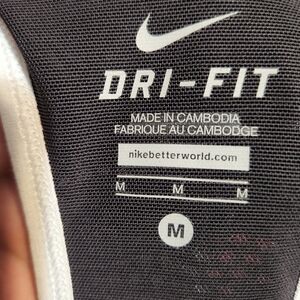 DRI-FIT
MADE IN CAMBODIA
FABRIQUE AU CAMBODGE
nikebetterworld.com
M M M
M